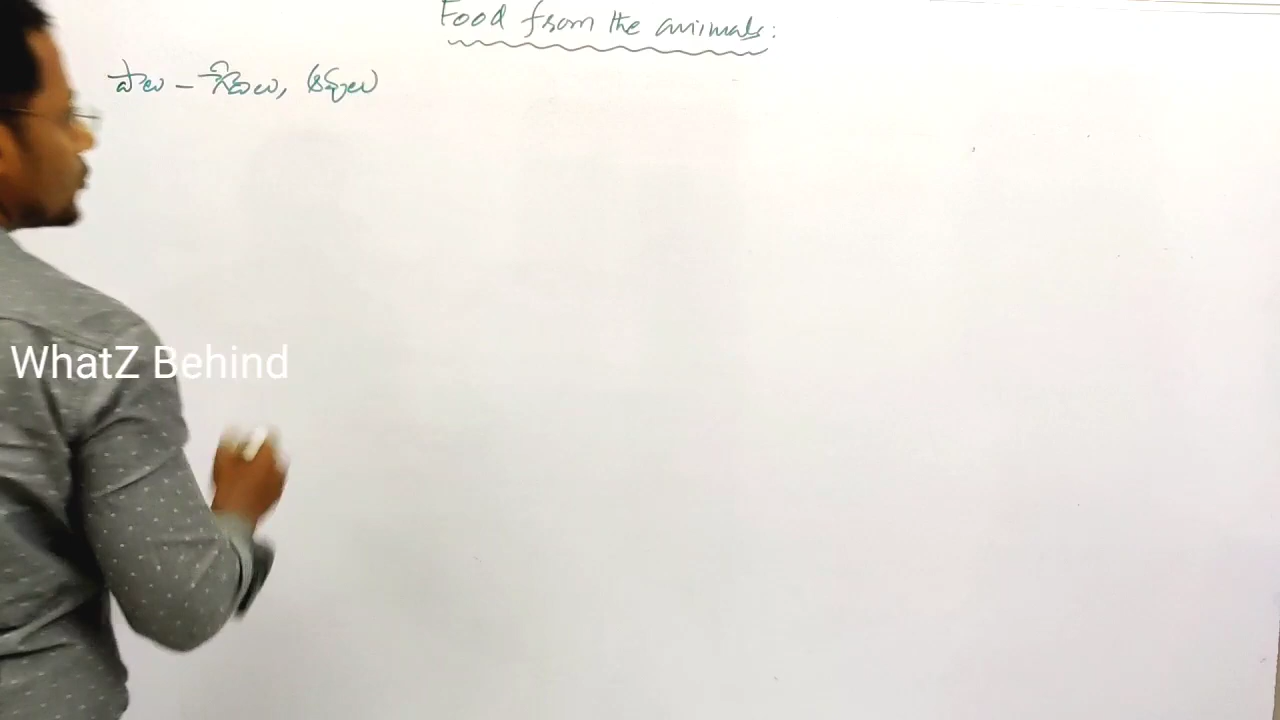 Food from the animals:
పాలు - గేదెలు, ఆవులు
WhatZ Behind